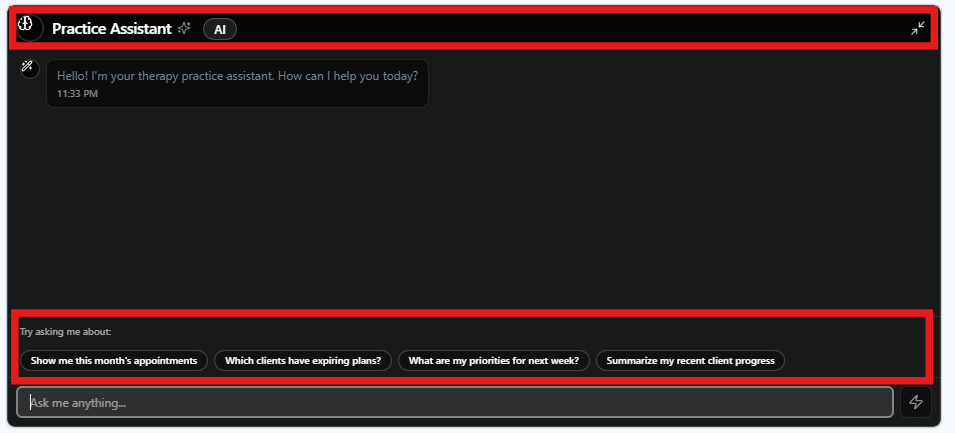 Practice Assistant AI
Hello! I'm your therapy practice assistant. How can I help you today?
11:33 PM
Try asking me about:
Show me this month's appointments Which clients have expiring plans? What are my priorities for next week? Summarize my recent client progress
Ask me anything...